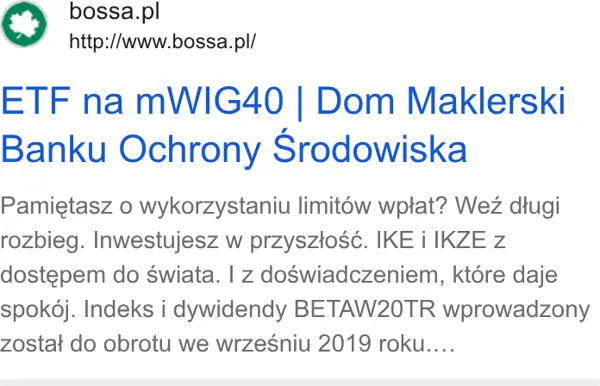 bossa.pl
http://www.bossa.pl/
ETF na mWIG40 | Dom Maklerski
Banku Ochrony Środowiska
Pamiętasz o wykorzystaniu limitów wpłat? Weź długi
rozbieg. Inwestujesz w przyszłość. IKE i IKZE z
dostępem do świata. I z doświadczeniem, które daje
spokój. Indeks i dywidendy BETAW20TR wprowadzony
został do obrotu we wrześniu 2019 roku.…